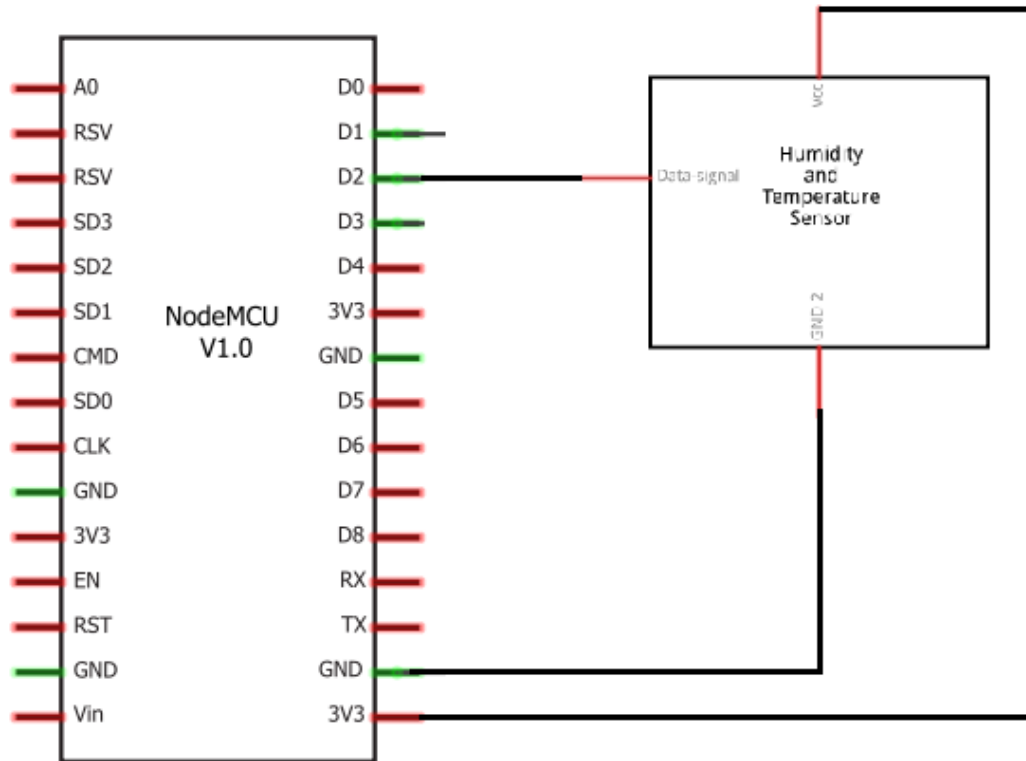 A0
RSV
RSV
SD3
SD2
SD1
CMD
SD0
CLK
GND
3V3
EN
RST
GND
Vin
NodeMCU
V1.0
D0
D1
D2
D3
D4
3V3
GND
D5
D6
D7
D8
RX
TX
GND
3V3
VCC
Data-signal
Humidity
and
Temperature
Sensor
GND 2